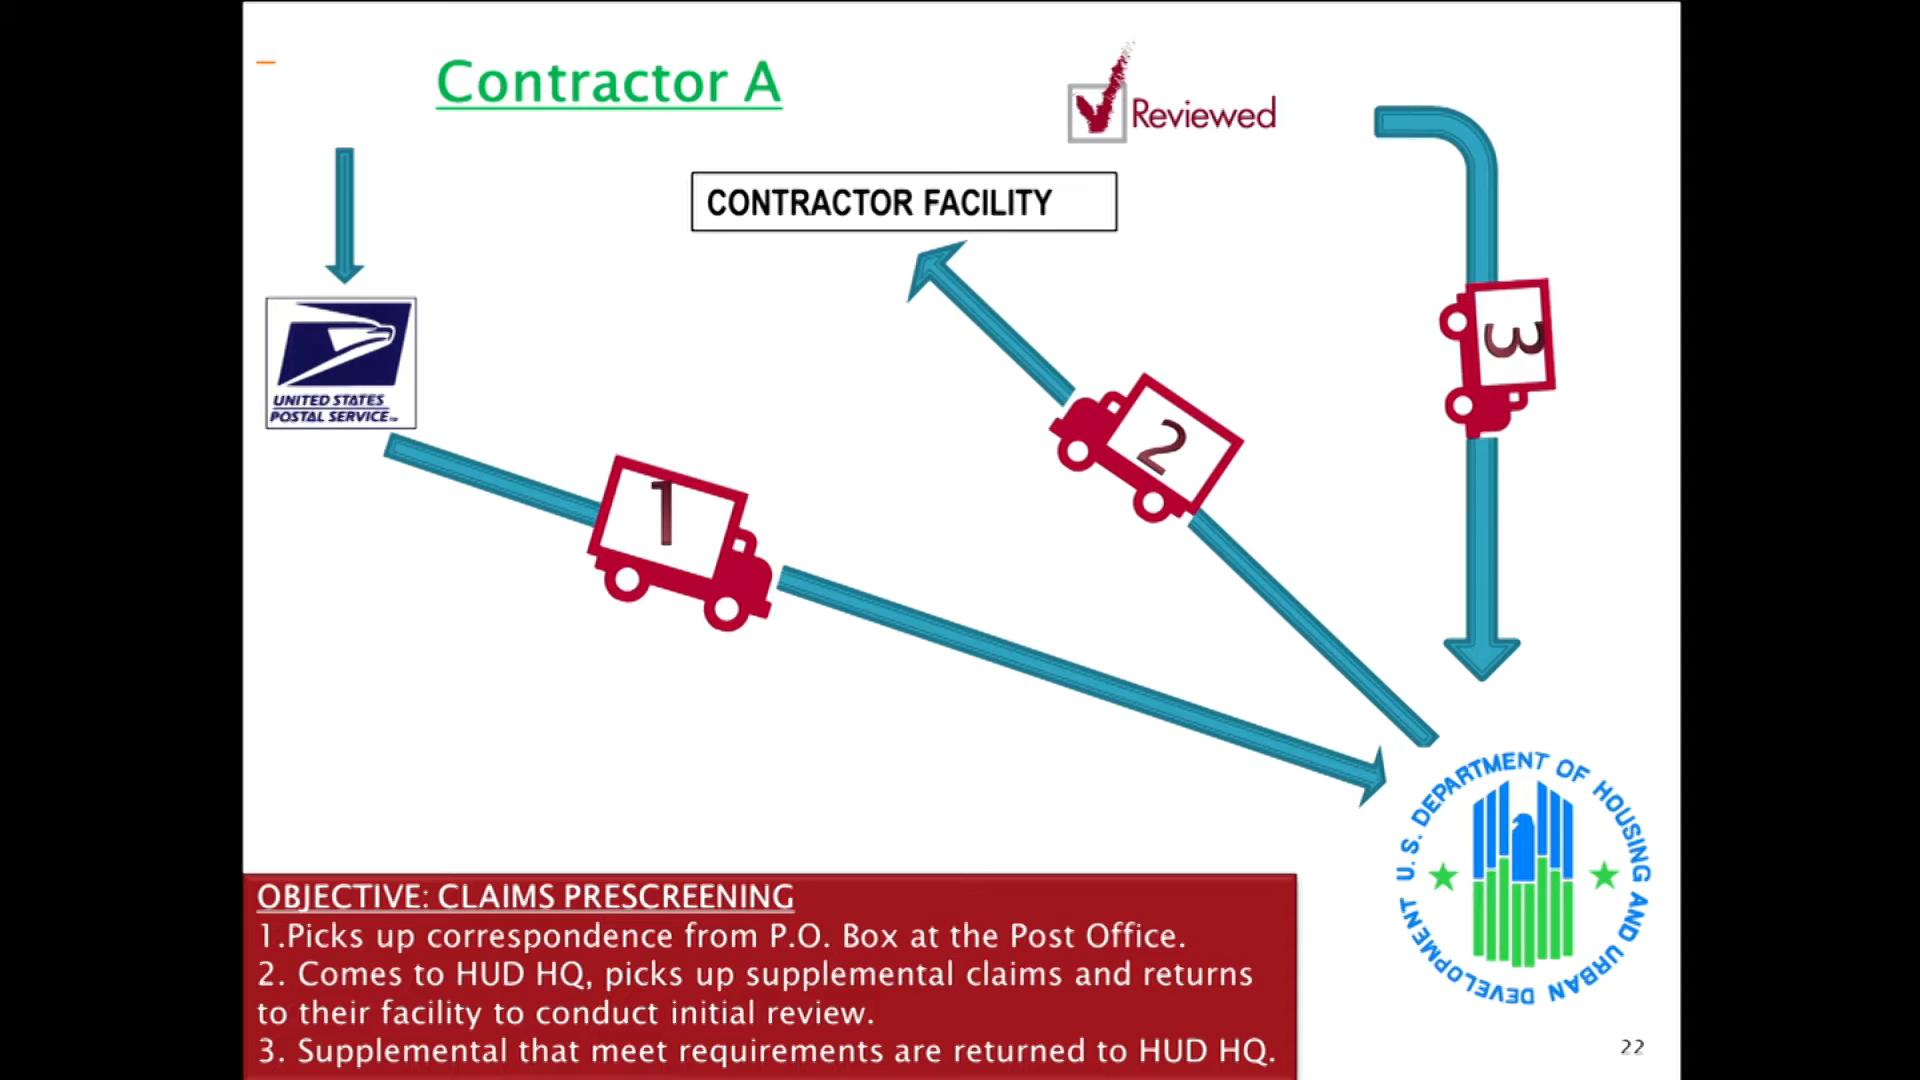 Contractor A
Reviewed
CONTRACTOR FACILITY
UNITED STATES
POSTAL SERVICE™
1
2
3
U.S. DEPARTMENT OF HOUSING AND URBAN DEVELOPMENT
OBJECTIVE: CLAIMS PRESCREENING
1.Picks up correspondence from P.O. Box at the Post Office.
2. Comes to HUD HQ, picks up supplemental claims and returns
to their facility to conduct initial review.
3. Supplemental that meet requirements are returned to HUD HQ.
22